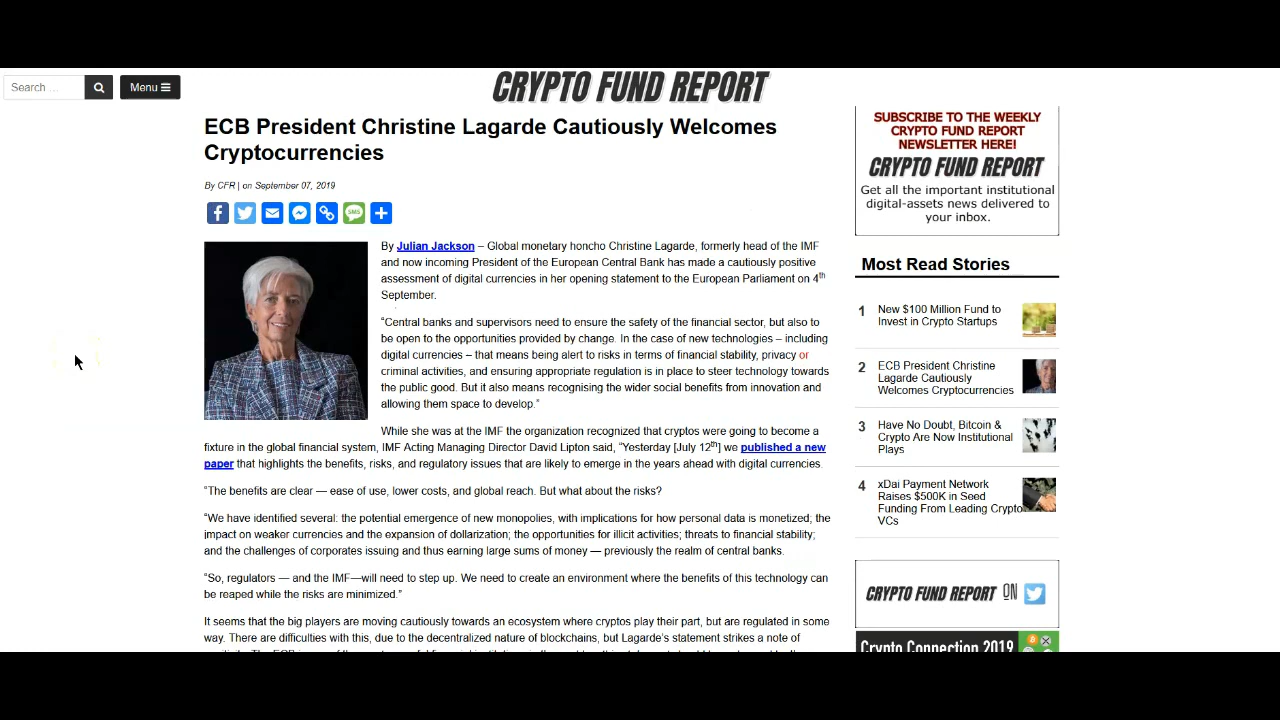 Search …
Menu
CRYPTO FUND REPORT
ECB President Christine Lagarde Cautiously Welcomes
Cryptocurrencies
By CFR | on September 07, 2019
SMS
By Julian Jackson – Global monetary honcho Christine Lagarde, formerly head of the IMF
and now incoming President of the European Central Bank has made a cautiously positive
assessment of digital currencies in her opening statement to the European Parliament on 4th
September.
“Central banks and supervisors need to ensure the safety of the financial sector, but also to
be open to the opportunities provided by change. In the case of new technologies – including
digital currencies – that means being alert to risks in terms of financial stability, privacy or
criminal activities, and ensuring appropriate regulation is in place to steer technology towards
the public good. But it also means recognising the wider social benefits from innovation and
allowing them space to develop.”
While she was at the IMF the organization recognized that cryptos were going to become a
fixture in the global financial system, IMF Acting Managing Director David Lipton said, “Yesterday [July 12th] we published a new
paper that highlights the benefits, risks, and regulatory issues that are likely to emerge in the years ahead with digital currencies.
“The benefits are clear — ease of use, lower costs, and global reach. But what about the risks?
“We have identified several: the potential emergence of new monopolies, with implications for how personal data is monetized; the
impact on weaker currencies and the expansion of dollarization; the opportunities for illicit activities; threats to financial stability;
and the challenges of corporates issuing and thus earning large sums of money — previously the realm of central banks.
“So, regulators — and the IMF—will need to step up. We need to create an environment where the benefits of this technology can
be reaped while the risks are minimized.”
It seems that the big players are moving cautiously towards an ecosystem where cryptos play their part, but are regulated in some
way. There are difficulties with this, due to the decentralized nature of blockchains, but Lagarde’s statement strikes a note of
SUBSCRIBE TO THE WEEKLY
CRYPTO FUND REPORT
NEWSLETTER HERE!
CRYPTO FUND REPORT
Get all the important institutional
digital-assets news delivered to
your inbox.
Most Read Stories
1 New $100 Million Fund to
Invest in Crypto Startups
2 ECB President Christine
Lagarde Cautiously
Welcomes Cryptocurrencies
3 Have No Doubt, Bitcoin &
Crypto Are Now Institutional
Plays
4 xDai Payment Network
Raises $500K in Seed
Funding From Leading Crypto
VCs
CRYPTO FUND REPORT ON
Crypto Connection 2019